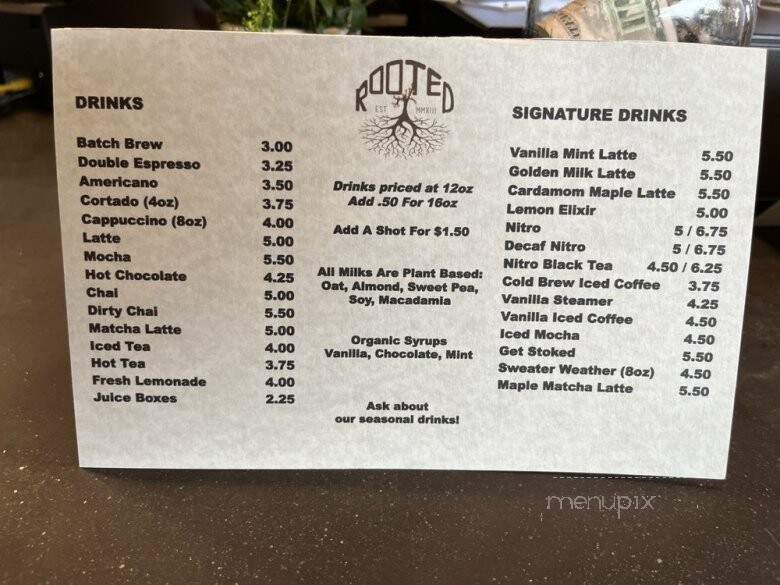 DRINKS
Batch Brew 3.00
Double Espresso 3.25
Americano 3.50
Cortado (4oz) 3.75
Cappuccino (8oz) 4.00
Latte 5.00
Mocha 5.50
Hot Chocolate 4.25
Chai 5.00
Dirty Chai 5.50
Matcha Latte 5.00
Iced Tea 4.00
Hot Tea 3.75
Fresh Lemonade 4.00
Juice Boxes 2.25
ROOTED
EST MMXIII
Drinks priced at 12oz
Add .50 For 16oz
Add A Shot For $1.50
All Milks Are Plant Based:
Oat, Almond, Sweet Pea,
Soy, Macadamia
Organic Syrups
Vanilla, Chocolate, Mint
Ask about
our seasonal drinks!
SIGNATURE DRINKS
Vanilla Mint Latte 5.50
Golden Milk Latte 5.50
Cardamom Maple Latte 5.50
Lemon Elixir 5.00
Nitro 5 / 6.75
Decaf Nitro 5 / 6.75
Nitro Black Tea 4.50 / 6.25
Cold Brew Iced Coffee 3.75
Vanilla Steamer 4.25
Vanilla Iced Coffee 4.50
Iced Mocha 4.50
Get Stoked 5.50
Sweater Weather (8oz) 4.50
Maple Matcha Latte 5.50
menupix